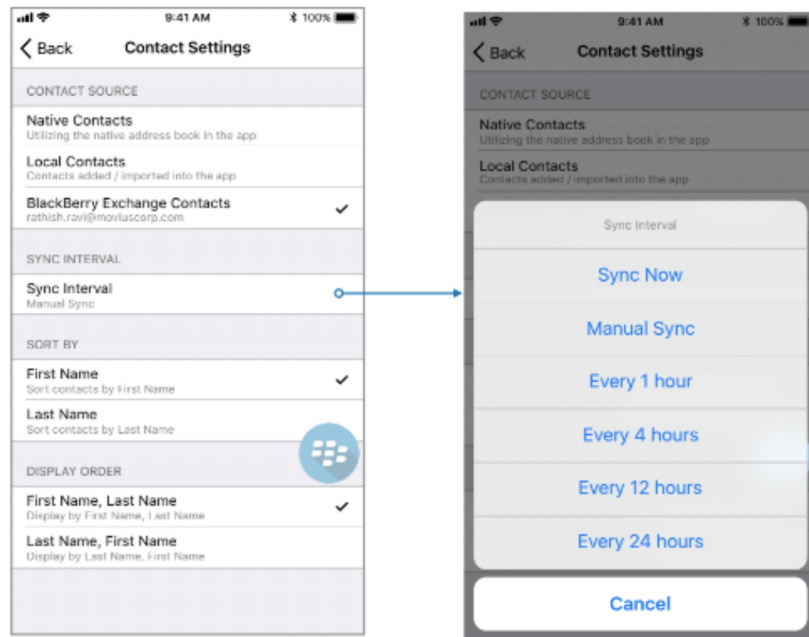 9:41 AM
100%
Back
Contact Settings
CONTACT SOURCE
Native Contacts
Utilizing the native address book in the app
Local Contacts
Contacts added / imported into the app
BlackBerry Exchange Contacts
rathish.ravi@moviuscorp.com
SYNC INTERVAL
Sync Interval
Manual Sync
SORT BY
First Name
Sort contacts by First Name
Last Name
Sort contacts by Last Name
DISPLAY ORDER
First Name, Last Name
Display by First Name, Last Name
Last Name, First Name
Display by Last Name, First Name
9:41 AM
100%
Back
Contact Settings
CONTACT SOURCE
Native Contacts
Utilizing the native address book in the app
Local Contacts
Contacts added / imported into the app
Sync Interval
Sync Now
Manual Sync
Every 1 hour
Every 4 hours
Every 12 hours
Every 24 hours
Cancel